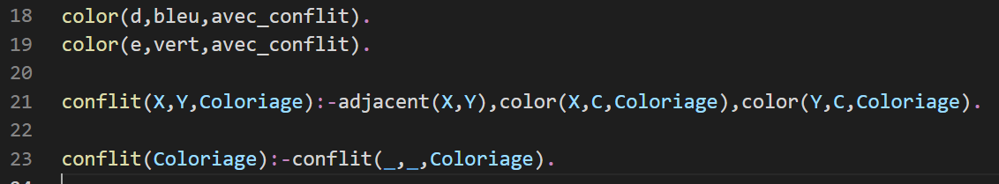 18 color(d,bleu,avec_conflit).
19 color(e,vert,avec_conflit).
20
21 conflit(X,Y,Coloriage):-adjacent(X,Y),color(X,C,Coloriage),color(Y,C,Coloriage).
22
23 conflit(Coloriage):-conflit(_,_,Coloriage).